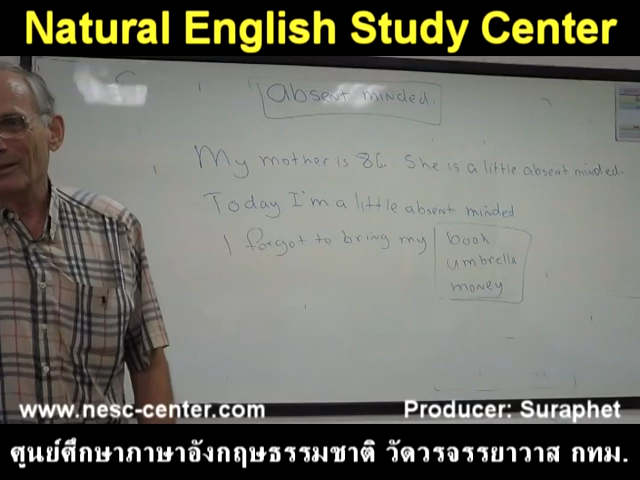 Natural English Study Center
absent minded.
My mother is 86. She is a little absent minded.
Today I'm a little absent minded
I forgot to bring my book
umbrella
money
www.nesc-center.com Producer: Suraphet
ศูนย์ศึกษาภาษาอังกฤษธรรมชาติ วัดวรจรรยาวาส กทม.